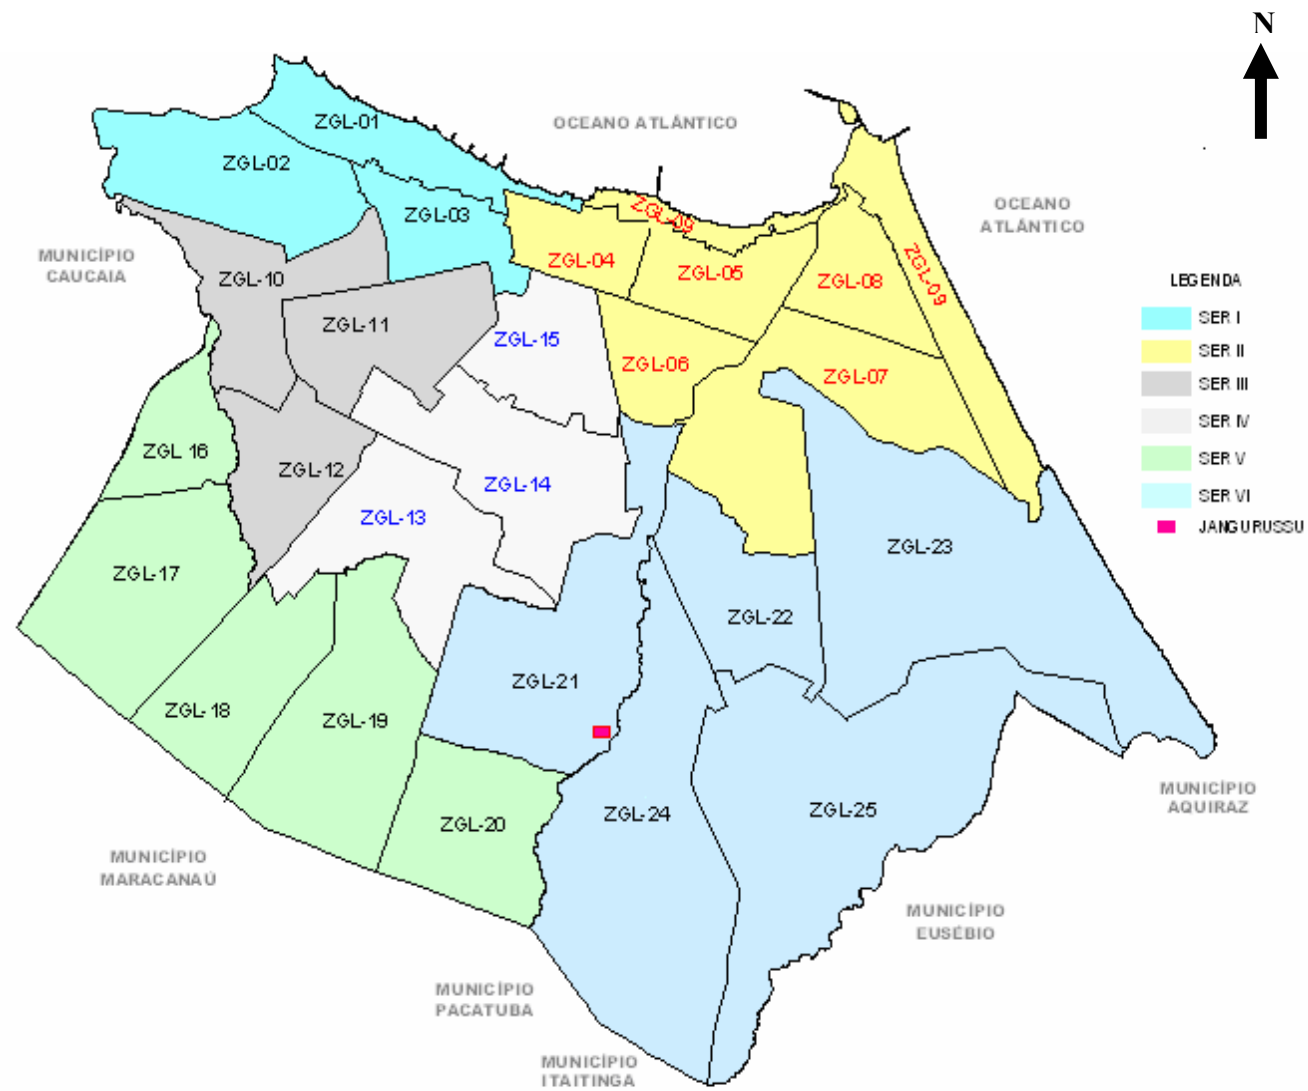 N
ZGL-01
OCEANO ATLÁNTICO
ZGL-02
ZGL-03
ZGL-09
OCEANO
ATLÁNTICO
MUNICÍPIO
CAUCAIA
ZGL-10
ZGL-04
ZGL-05
ZGL-08
ZGL-09
LEGENDA
SER I
SER II
SER III
SER IV
SER V
SER VI
JANGURUSSU
ZGL-11
ZGL-15
ZGL-06
ZGL-07
ZGL 16
ZGL-12
ZGL-14
ZGL-13
ZGL-23
ZGL-17
ZGL-22
ZGL-21
ZGL-18
ZGL-19
ZGL-20
ZGL-24
ZGL-25
MUNICÍPIO
AQUIRAZ
MUNICÍPIO
MARACANAÚ
MUNICÍPIO
EUSÉBIO
MUNICÍPIO
PACATUBA
MUNICÍPIO
ITAITINGA